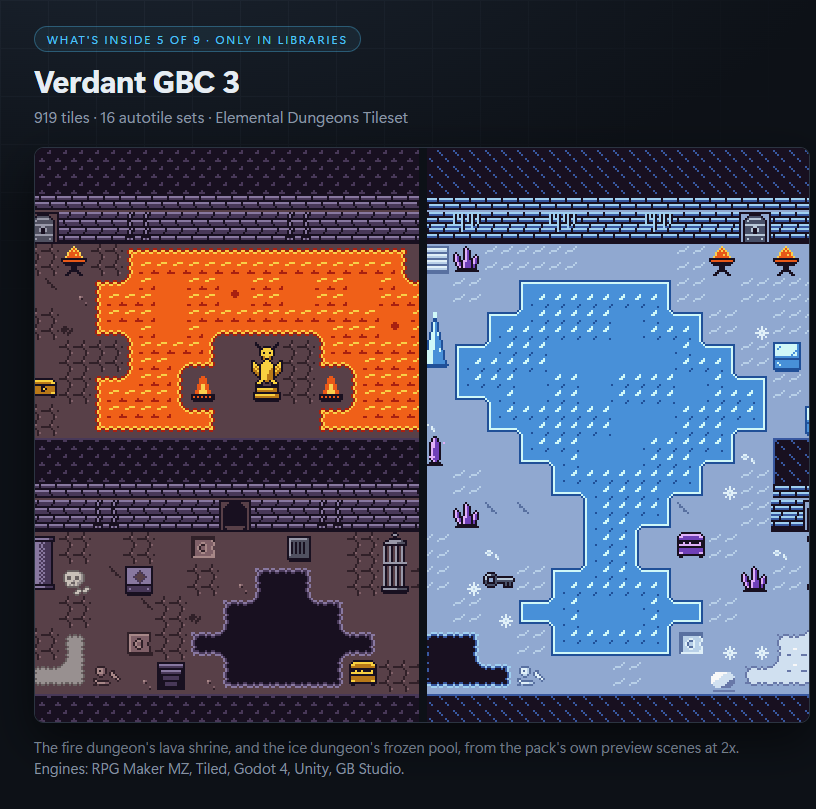 WHAT'S INSIDE 5 OF 9 · ONLY IN LIBRARIES
Verdant GBC 3
919 tiles · 16 autotile sets · Elemental Dungeons Tileset
The fire dungeon's lava shrine, and the ice dungeon's frozen pool, from the pack's own preview scenes at 2x.
Engines: RPG Maker MZ, Tiled, Godot 4, Unity, GB Studio.